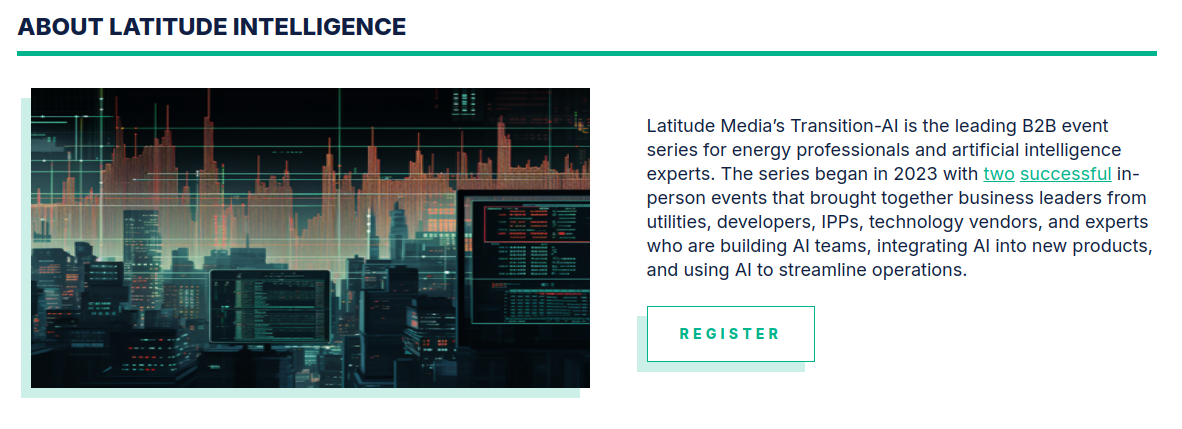 ABOUT LATITUDE INTELLIGENCE
Latitude Media’s Transition-AI is the leading B2B event
series for energy professionals and artificial intelligence
experts. The series began in 2023 with two successful in-
person events that brought together business leaders from
utilities, developers, IPPs, technology vendors, and experts
who are building AI teams, integrating AI into new products,
and using AI to streamline operations.
REGISTER